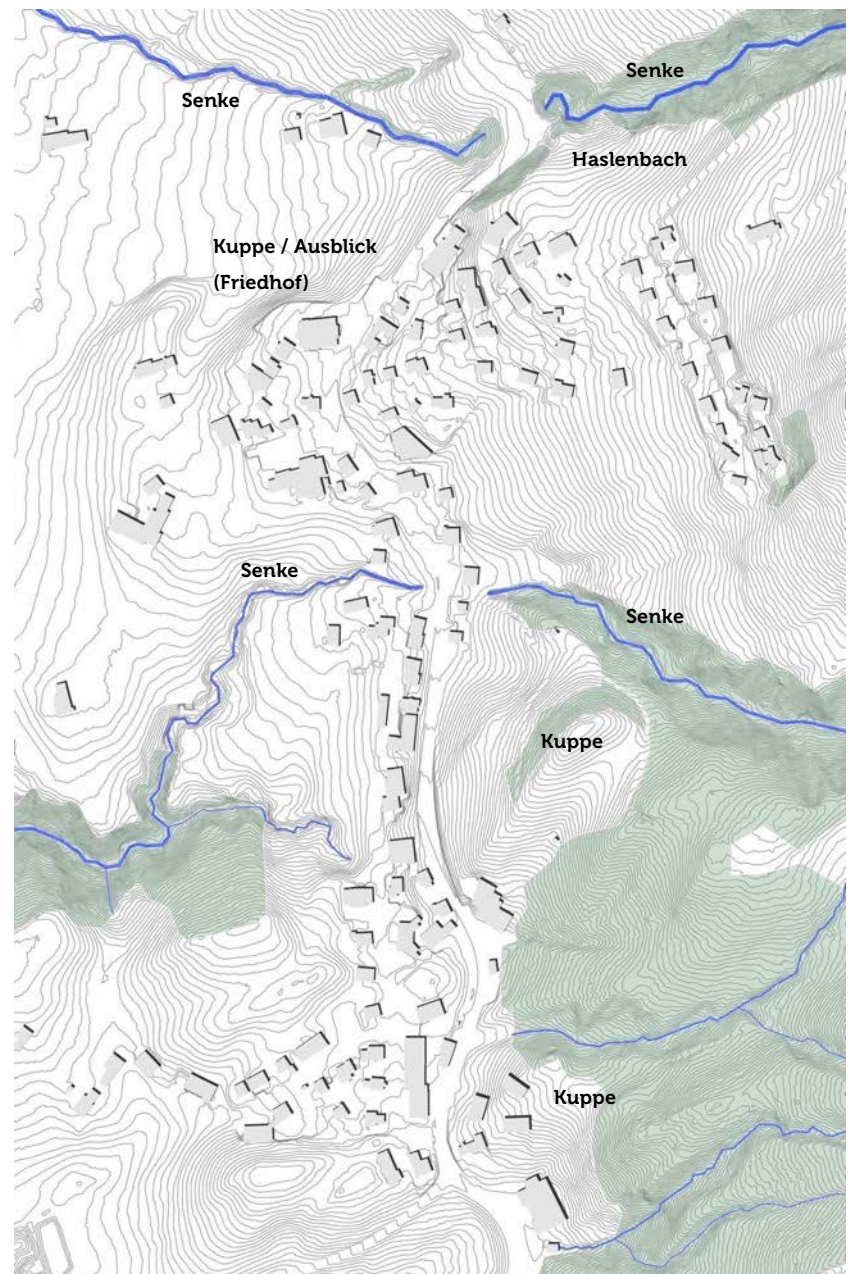 Senke
Senke
Haslenbach
Kuppe / Ausblick
(Friedhof)
Senke
Senke
Kuppe
Kuppe